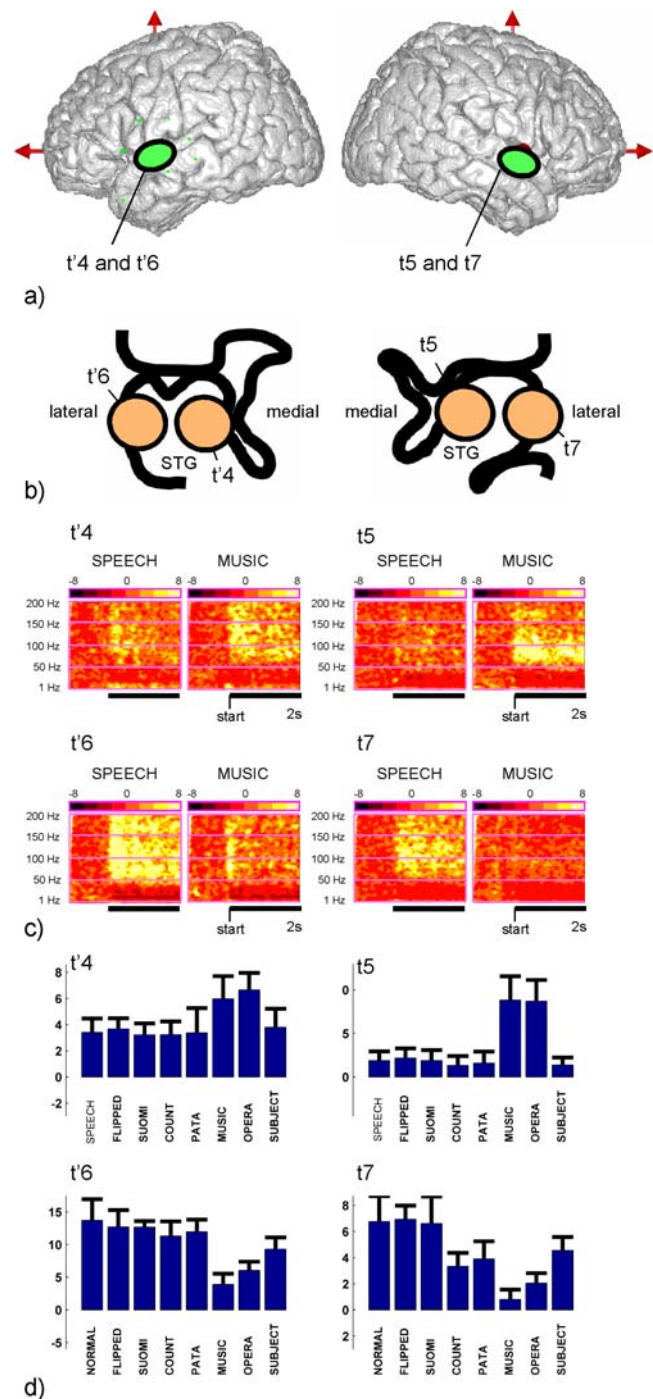 t'4 and t'6
t5 and t7
a)
t'6
t5
lateral
medial
medial
lateral
STG
t'4
STG
t7
b)
t'4
t5
SPEECH
MUSIC
SPEECH
MUSIC
-8 0 8 -8 0 8
-8 0 8 -8 0 8
200 Hz
150 Hz
100 Hz
50 Hz
1 Hz
200 Hz
150 Hz
100 Hz
50 Hz
1 Hz
start 2s
start 2s
t'6
t7
SPEECH
MUSIC
SPEECH
MUSIC
-8 0 8 -8 0 8
-8 0 8 -8 0 8
200 Hz
150 Hz
100 Hz
50 Hz
1 Hz
200 Hz
150 Hz
100 Hz
50 Hz
1 Hz
start 2s
start 2s
c)
t'4
8
6
4
2
0
-2
SPEECH
FLIPPED
SUOMI
COUNT
PATA
MUSIC
OPERA
SUBJECT
t5
0
5
0
SPEECH
FLIPPED
SUOMI
COUNT
PATA
MUSIC
OPERA
SUBJECT
t'6
15
10
5
0
-5
NORMAL
FLIPPED
SUOMI
COUNT
PATA
MUSIC
OPERA
SUBJECT
t7
8
6
4
2
0
2
NORMAL
FLIPPED
SUOMI
COUNT
PATA
MUSIC
OPERA
SUBJECT
d)